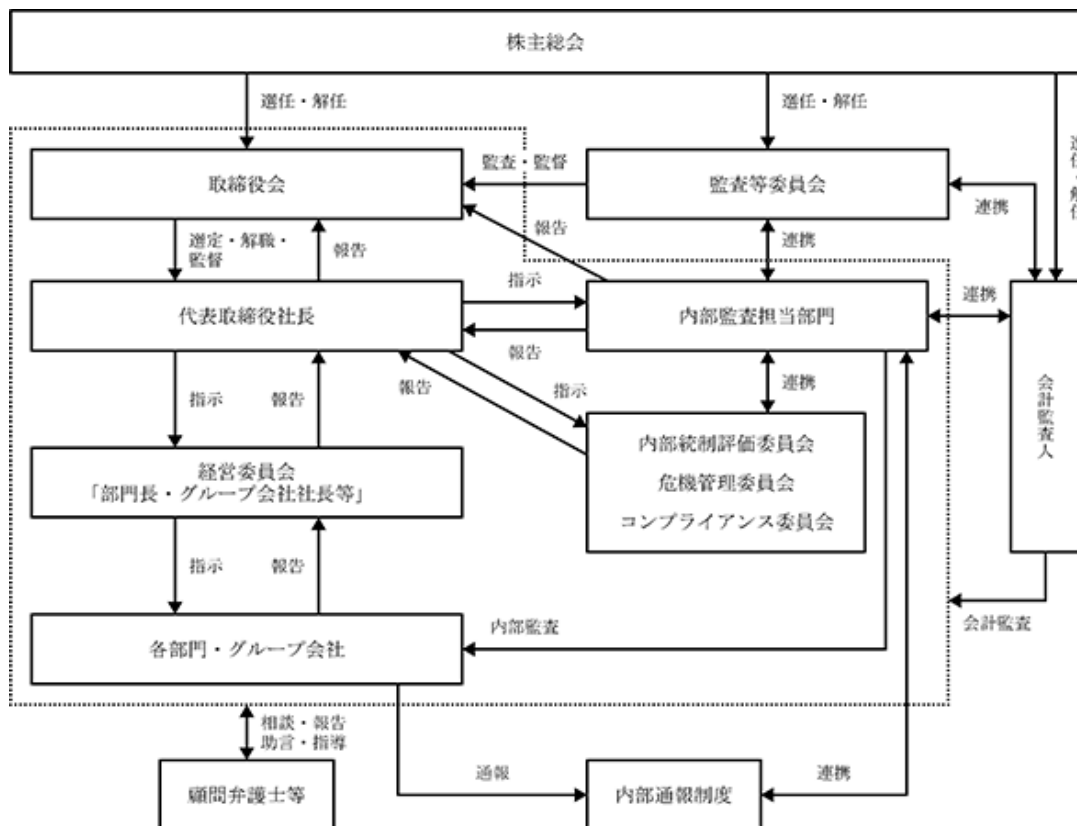 株主総会
選任・解任
選任・解任
選任・解任
取締役会
監査・監督
監査等委員会
連携
選定・解職・
監督
報告
報告
連携
代表取締役社長
指示
報告
内部監査担当部門
連携
会計監査人
指示
報告
報告
指示
連携
経営委員会
「部門長・グループ会社社長等」
内部統制評価委員会
危機管理委員会
コンプライアンス委員会
指示
報告
会計監査
各部門・グループ会社
内部監査
相談・報告
助言・指導
顧問弁護士等
通報
内部通報制度
連携